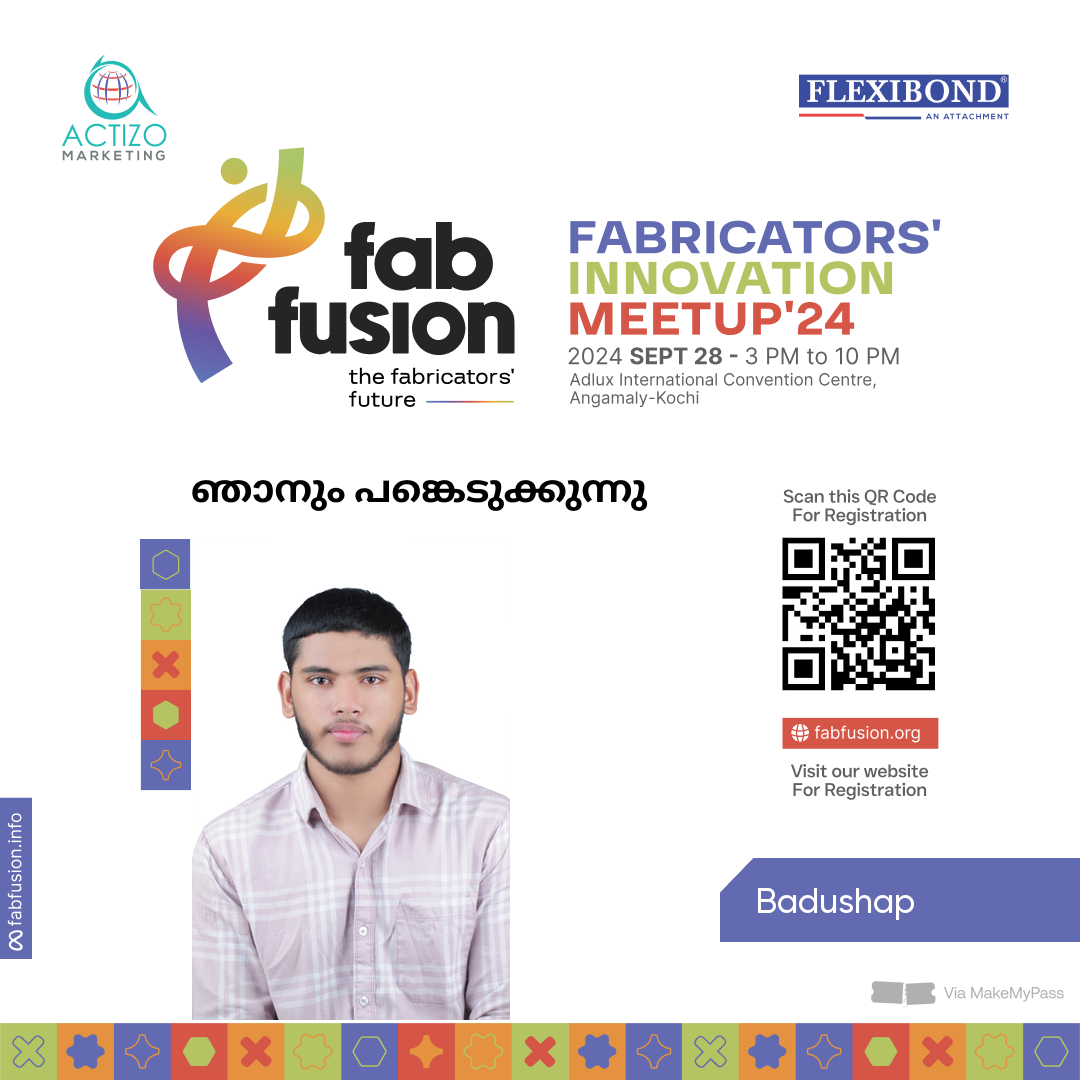 ACTIZO
MARKETING
FLEXIBOND®
AN ATTACHMENT
fab
fusion
the fabricators'
future
FABRICATORS'
INNOVATION
MEETUP'24
2024 SEPT 28 - 3 PM to 10 PM
Adlux International Convention Centre,
Angamaly-Kochi
ഞാനും പങ്കെടുക്കുന്നു
Scan this QR Code
For Registration
fabfusion.org
Visit our website
For Registration
fabfusion.info
Badushap
Via MakeMyPass